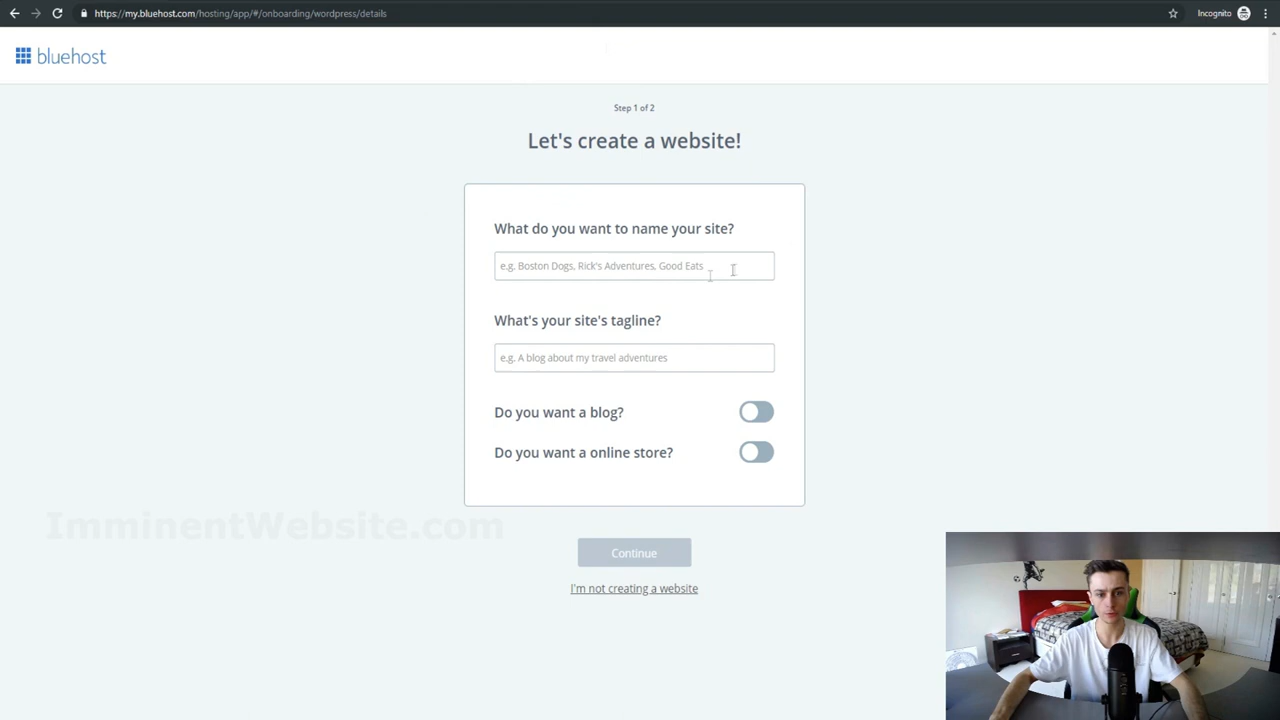 https://my.bluehost.com/hosting/app/#/onboarding/wordpress/details
Incognito
bluehost
Step 1 of 2
Let's create a website!
What do you want to name your site?
e.g. Boston Dogs, Rick's Adventures, Good Eats
What's your site's tagline?
e.g. A blog about my travel adventures
Do you want a blog?
Do you want a online store?
ImminentWebsite.com
Continue
I'm not creating a website